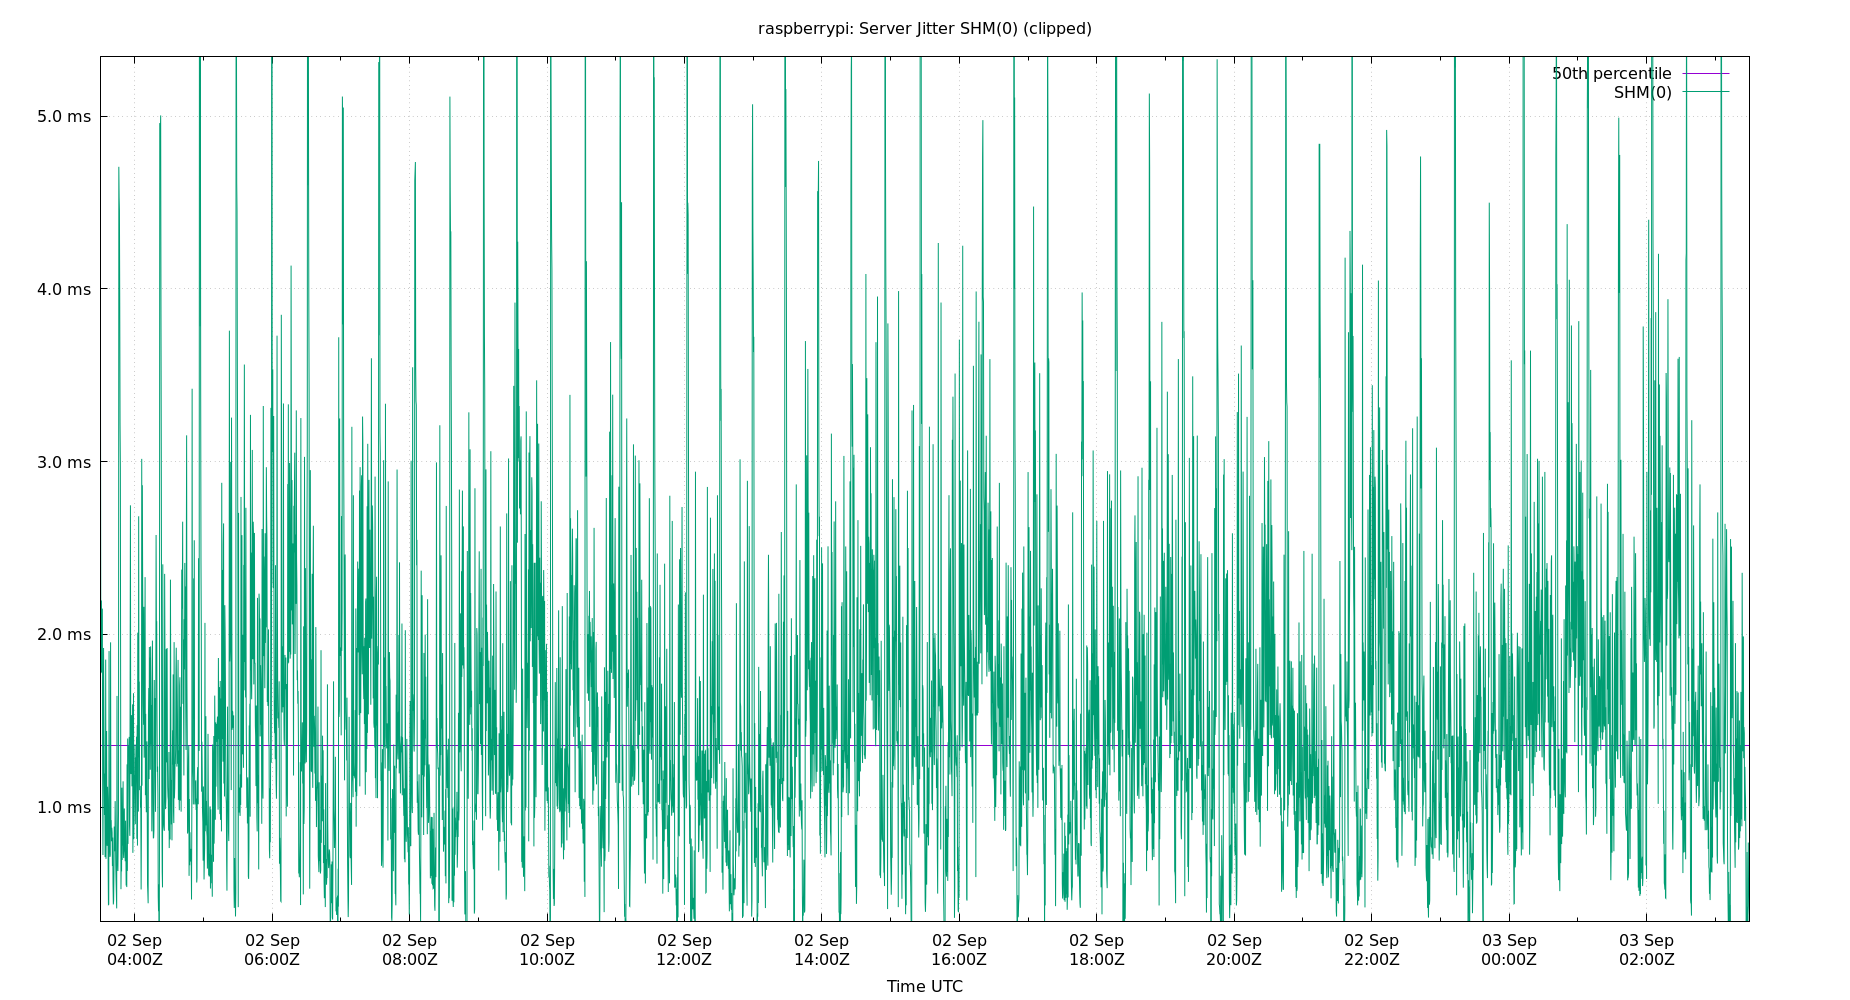 raspberrypi: Server Jitter SHM(0) (clipped)
50th percentile
SHM(0)
5.0 ms
4.0 ms
3.0 ms
2.0 ms
1.0 ms
02 Sep 02 Sep 02 Sep 02 Sep 02 Sep 02 Sep 02 Sep 02 Sep 02 Sep 02 Sep 03 Sep 03 Sep
04:00Z 06:00Z 08:00Z 10:00Z 12:00Z 14:00Z 16:00Z 18:00Z 20:00Z 22:00Z 00:00Z 02:00Z
Time UTC